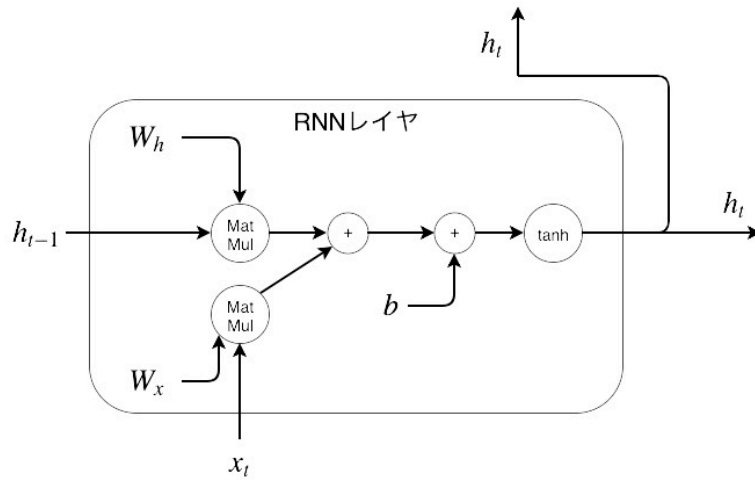 h_t
RNNレイヤ
W_h
h_{t-1}
Mat
Mul
+
+
tanh
h_t
Mat
Mul
b
W_x
x_t